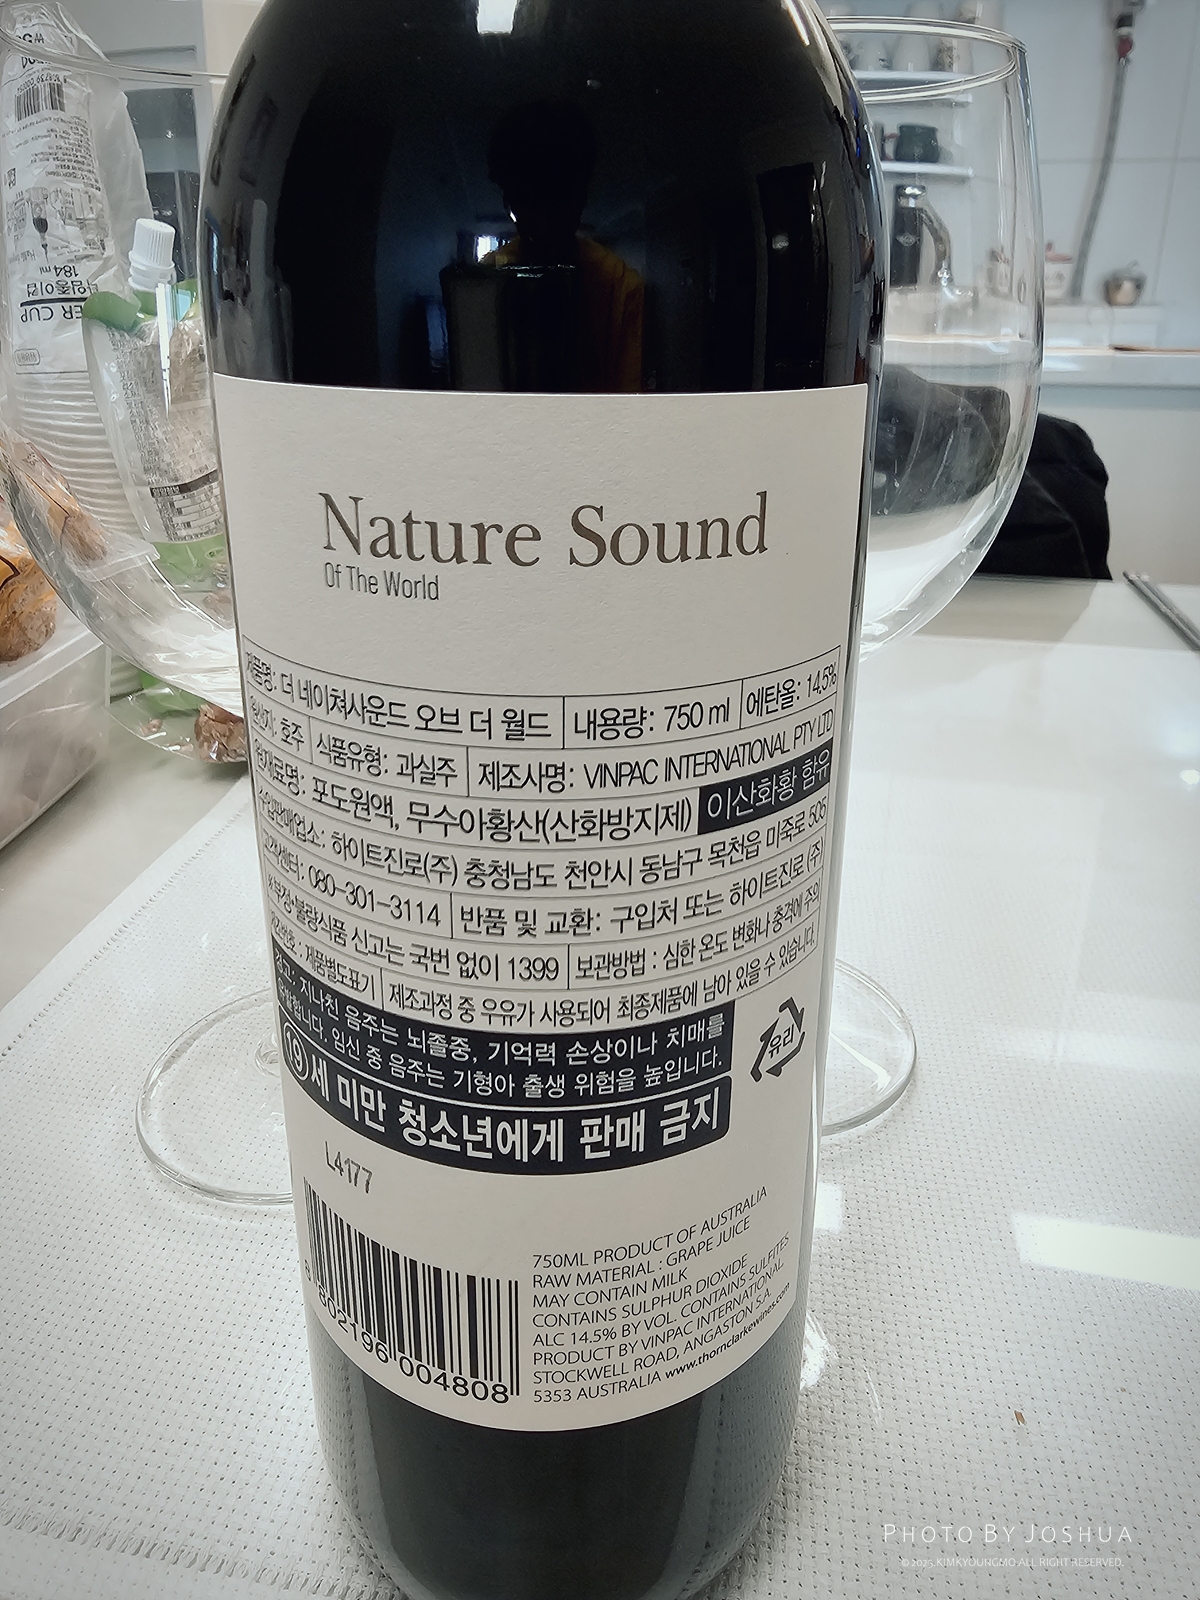 Nature Sound
Of The World
제품명: 더 네이쳐사운드 오브 더 월드 내용량: 750 ml 에탄올: 14.5%
원산지: 호주 식품유형: 과실주 제조사명: VINPAC INTERNATIONAL PTY LTD
원재료명: 포도원액, 무수아황산(산화방지제) 이산화황 함유
수입판매업소: 하이트진로(주) 충청남도 천안시 동남구 목천읍 미죽로 505
고객센터: 080-301-3114 반품 및 교환: 구입처 또는 하이트진로 (주)
※부정·불량식품 신고는 국번 없이 1399 보관방법 : 심한 온도 변화나 충격에 주의
: 제품별도표기 제조과정 중 우유가 사용되어 최종제품에 남아 있을 수 있습니다.
경고: 지나친 음주는 뇌졸중, 기억력 손상이나 치매를
유발합니다. 임신 중 음주는 기형아 출생 위험을 높입니다.
유리
19세 미만 청소년에게 판매 금지
L4177
802196 004808
750ML PRODUCT OF AUSTRALIA
RAW MATERIAL : GRAPE JUICE
MAY CONTAIN MILK
CONTAINS SULPHUR DIOXIDE
ALC 14.5% BY VOL. CONTAINS SULFITES
PRODUCT BY VINPAC INTERNATIONAL
STOCKWELL ROAD, ANGASTON S.A.
5353 AUSTRALIA www.thornclarkewines.com
184 ml
PHOTO BY JOSHUA
© 2025. KIMKYOUNGMO ALL RIGHT RESERVED.